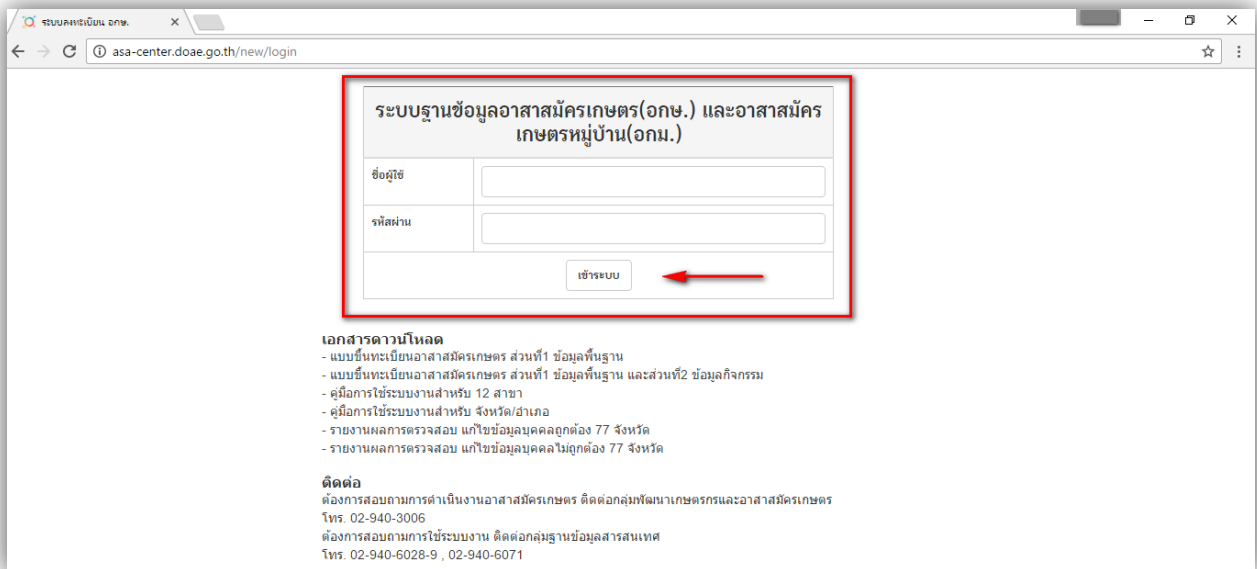 ระบบลงทะเบียน อกษ.
asa-center.doae.go.th/new/login
ระบบฐานข้อมูลอาสาสมัครเกษตร(อกษ.) และอาสาสมัคร
เกษตรหมู่บ้าน(อกม.)
ชื่อผู้ใช้
รหัสผ่าน
เข้าระบบ
เอกสารดาวน์โหลด
- แบบขึ้นทะเบียนอาสาสมัครเกษตร ส่วนที่1 ข้อมูลพื้นฐาน
- แบบขึ้นทะเบียนอาสาสมัครเกษตร ส่วนที่1 ข้อมูลพื้นฐาน และส่วนที่2 ข้อมูลกิจกรรม
- คู่มือการใช้ระบบงานสำหรับ 12 สาขา
- คู่มือการใช้ระบบงานสำหรับ จังหวัด/อำเภอ
- รายงานผลการตรวจสอบ แก้ไขข้อมูลบุคคลถูกต้อง 77 จังหวัด
- รายงานผลการตรวจสอบ แก้ไขข้อมูลบุคคลไม่ถูกต้อง 77 จังหวัด
ติดต่อ
ต้องการสอบถามการดำเนินงานอาสาสมัครเกษตร ติดต่อกลุ่มพัฒนาเกษตรกรและอาสาสมัครเกษตร
โทร. 02-940-3006
ต้องการสอบถามการใช้ระบบงาน ติดต่อกลุ่มฐานข้อมูลสารสนเทศ
โทร. 02-940-6028-9 , 02-940-6071